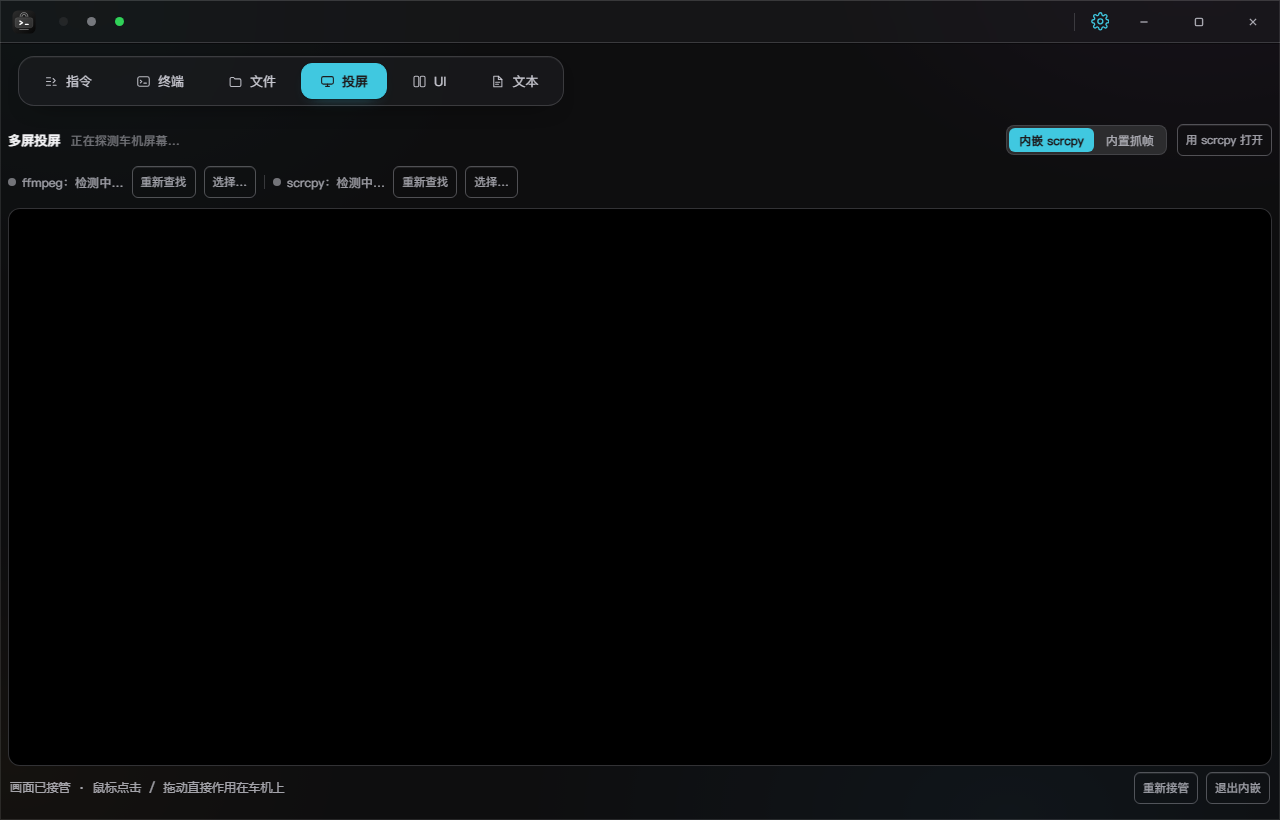 指令 终端 文件 投屏 UI 文本
多屏投屏 正在探测车机屏幕... 内嵌 scrcpy 内置抓帧 用 scrcpy 打开
ffmpeg：检测中... 重新查找 选择... scrcpy：检测中... 重新查找 选择...
画面已接管 · 鼠标点击 / 拖动直接作用在车机上 重新接管 退出内嵌